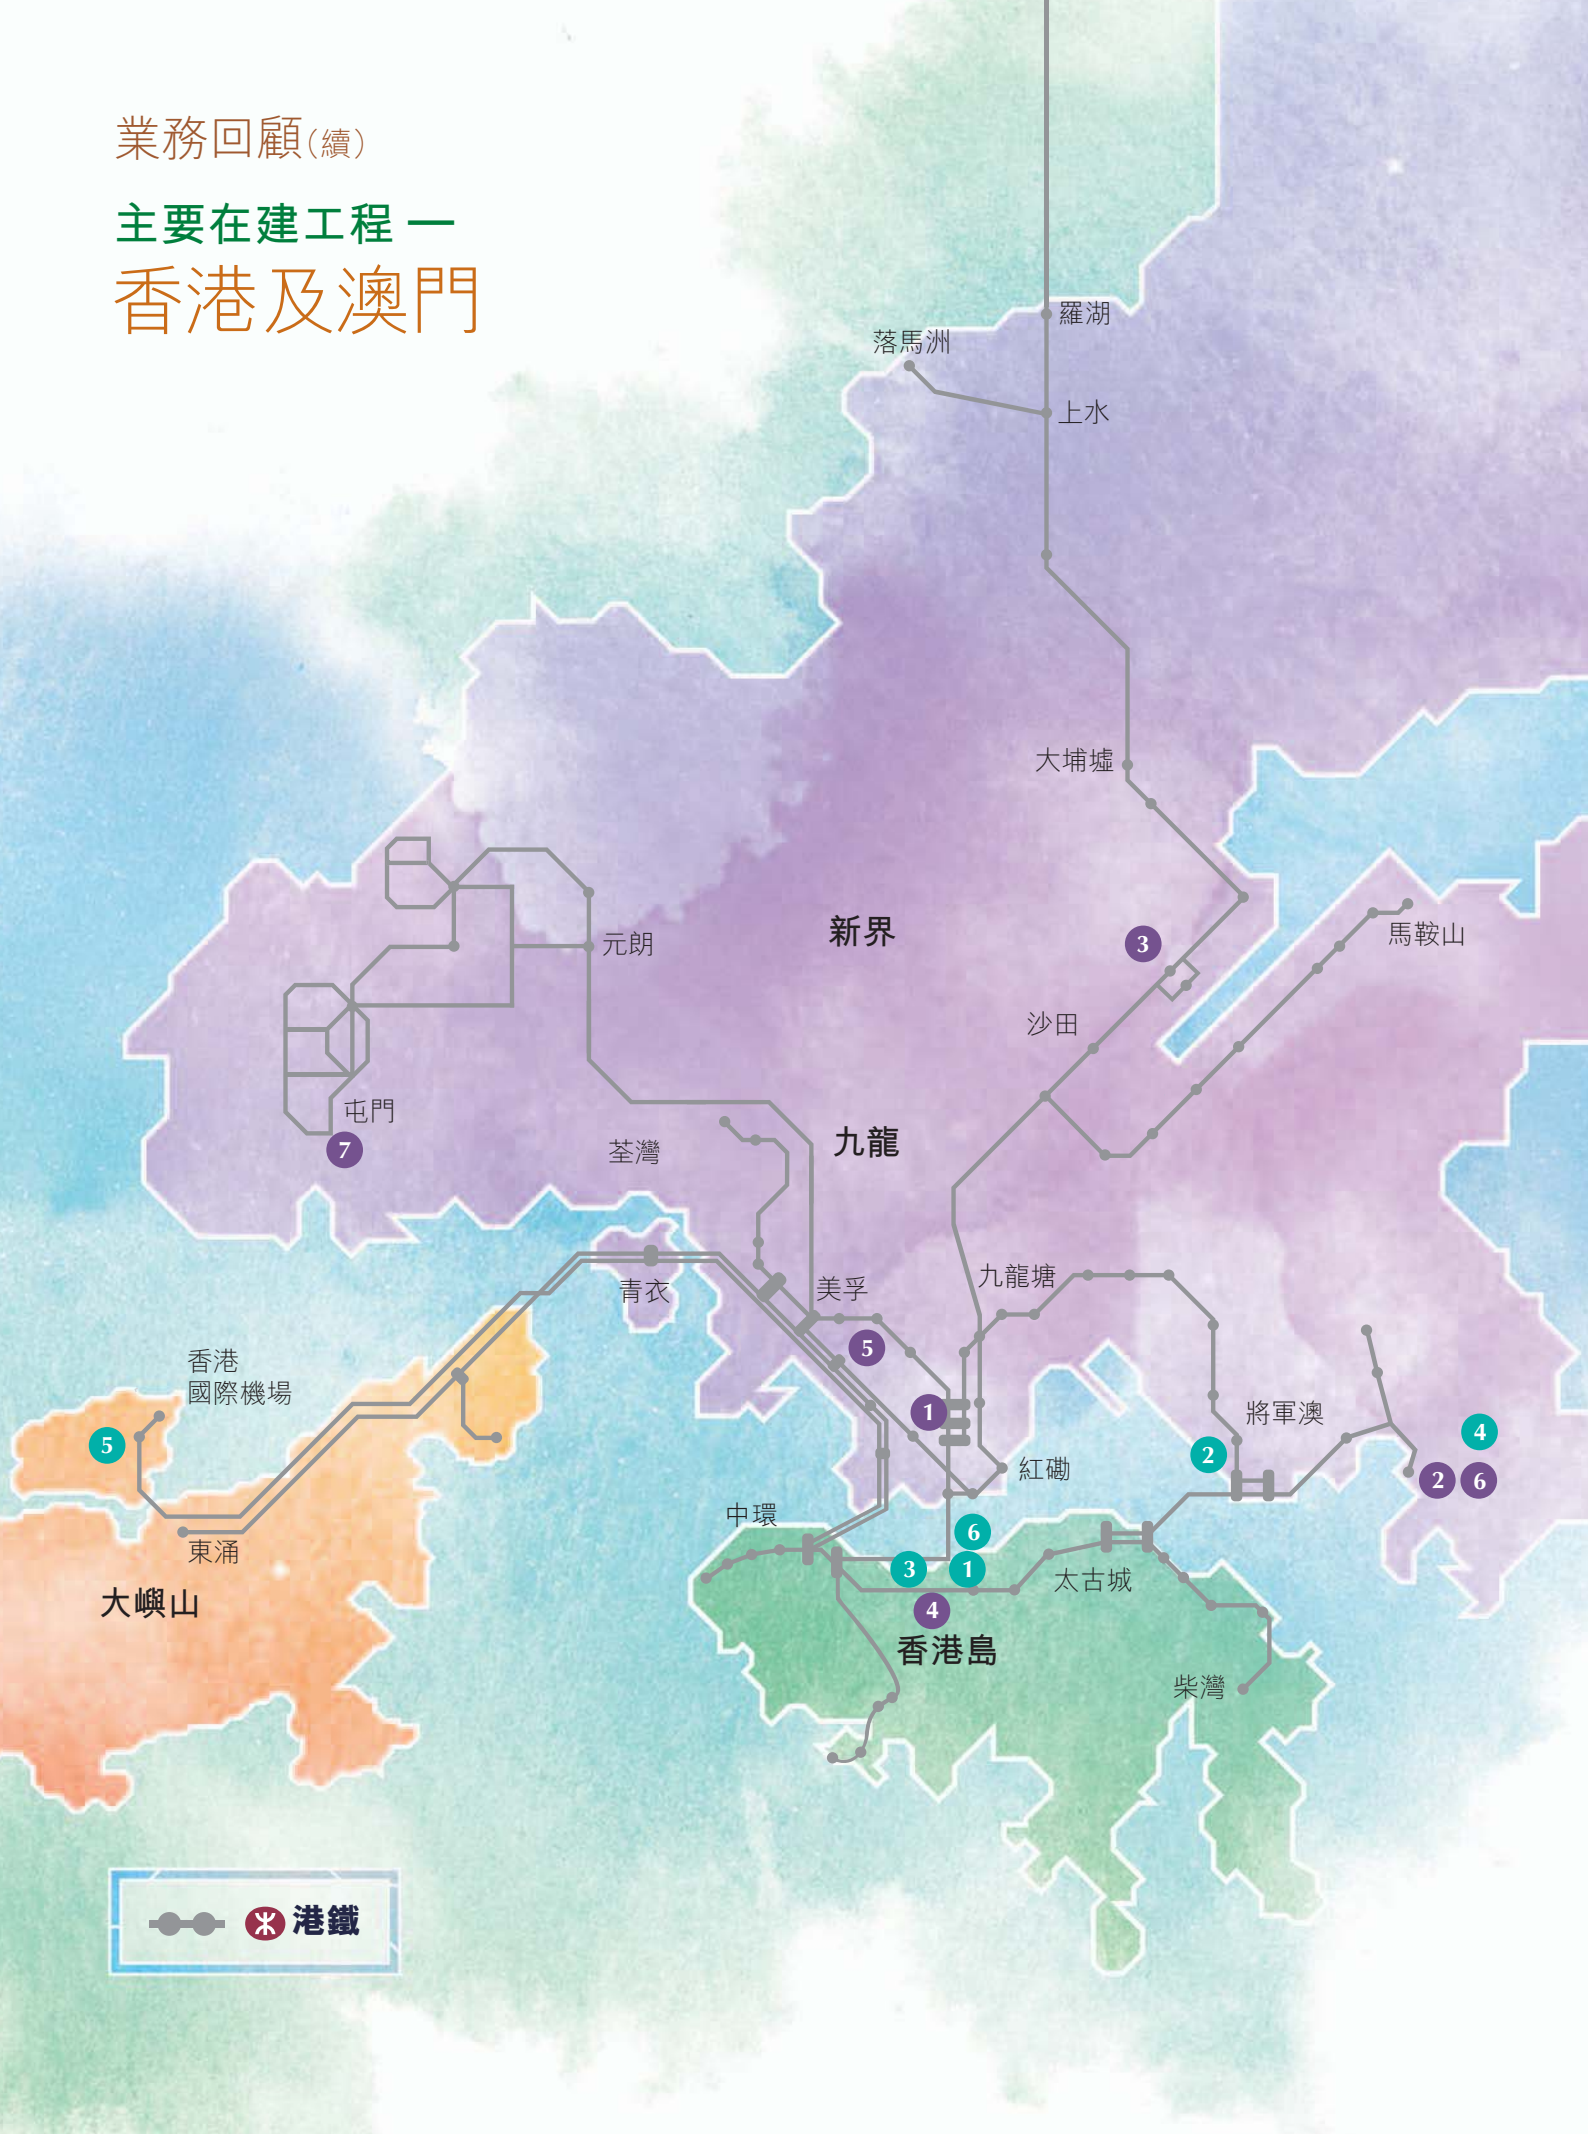 業務回顧(續)
主要在建工程 —
香港及澳門
羅湖
落馬洲
上水
大埔墟
新界
3
馬鞍山
元朗
沙田
屯門
7
荃灣
九龍
九龍塘
青衣
美孚
5
香港
國際機場
5
1
將軍澳
2
4
2 6
紅磡
中環
6
東涌
3 1
太古城
大嶼山
4
香港島
柴灣
港鐵